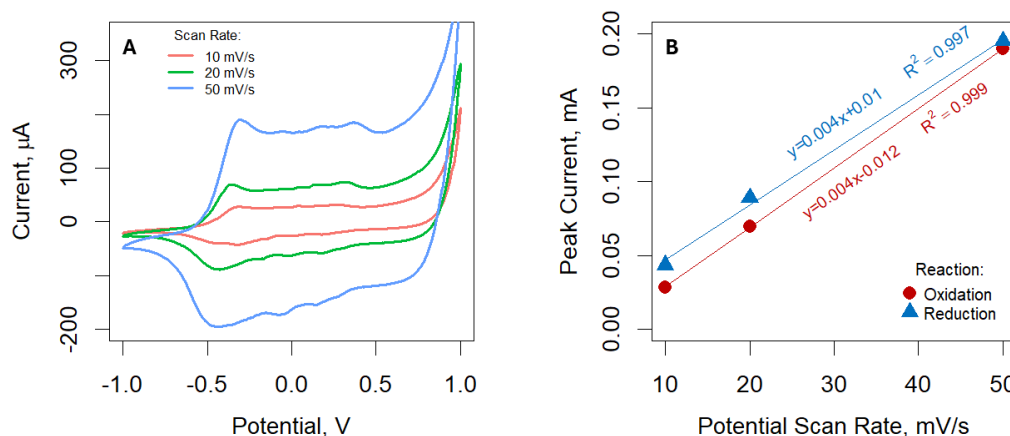 A
Scan Rate:
10 mV/s
20 mV/s
50 mV/s
300
100
0
-200
Current, μA
-1.0
-0.5
0.0
0.5
1.0
Potential, V
B
R² = 0.997
y=0.004x+0.01
R² = 0.999
y=0.004x-0.012
0.20
0.15
0.10
0.05
0.00
Peak Current, mA
Reaction:
Oxidation
Reduction
10
20
30
40
50
Potential Scan Rate, mV/s